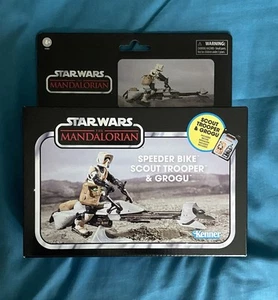 STAR WARS
THE MANDALORIAN
STAR WARS
THE MANDALORIAN
SCOUT
TROOPER
& GROGU
SPEEDER BIKE
SCOUT TROOPER
& GROGU
Kenner